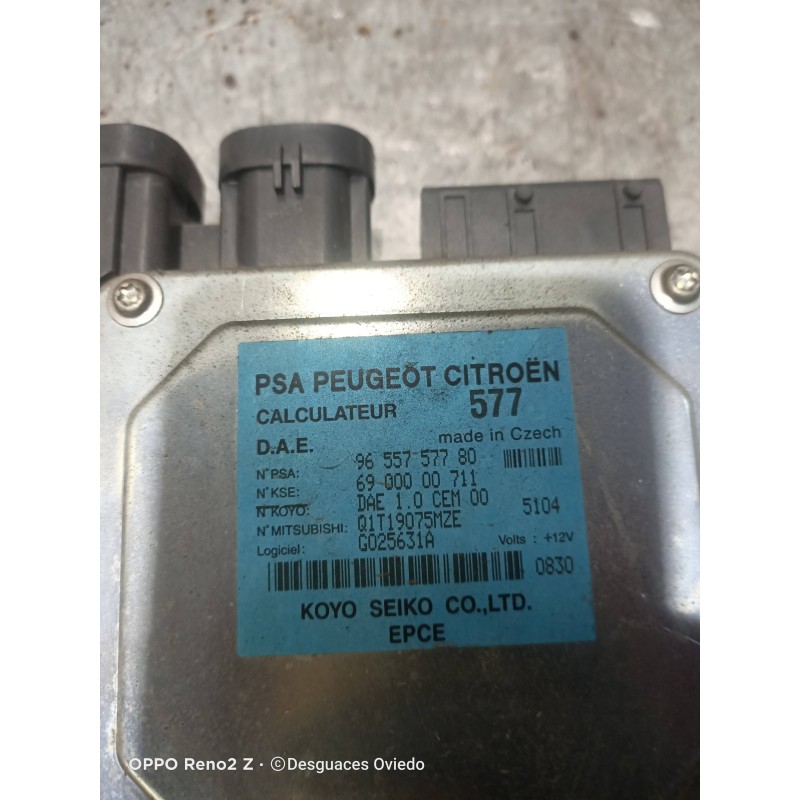 PSA PEUGEOT CITROËN
CALCULATEUR 577
D.A.E. made in Czech
N° PSA: 96 557 577 80
N° KSE: 69 000 00 711
N° KOYO: DAE 1.0 CEM 00 5104
N° MITSUBISHI: Q1T19075MZE
Logiciel: G025631A Volts : +12V
0830
KOYO SEIKO CO.,LTD.
EPCE
OPPO Reno2 Z · ©Desguaces Oviedo